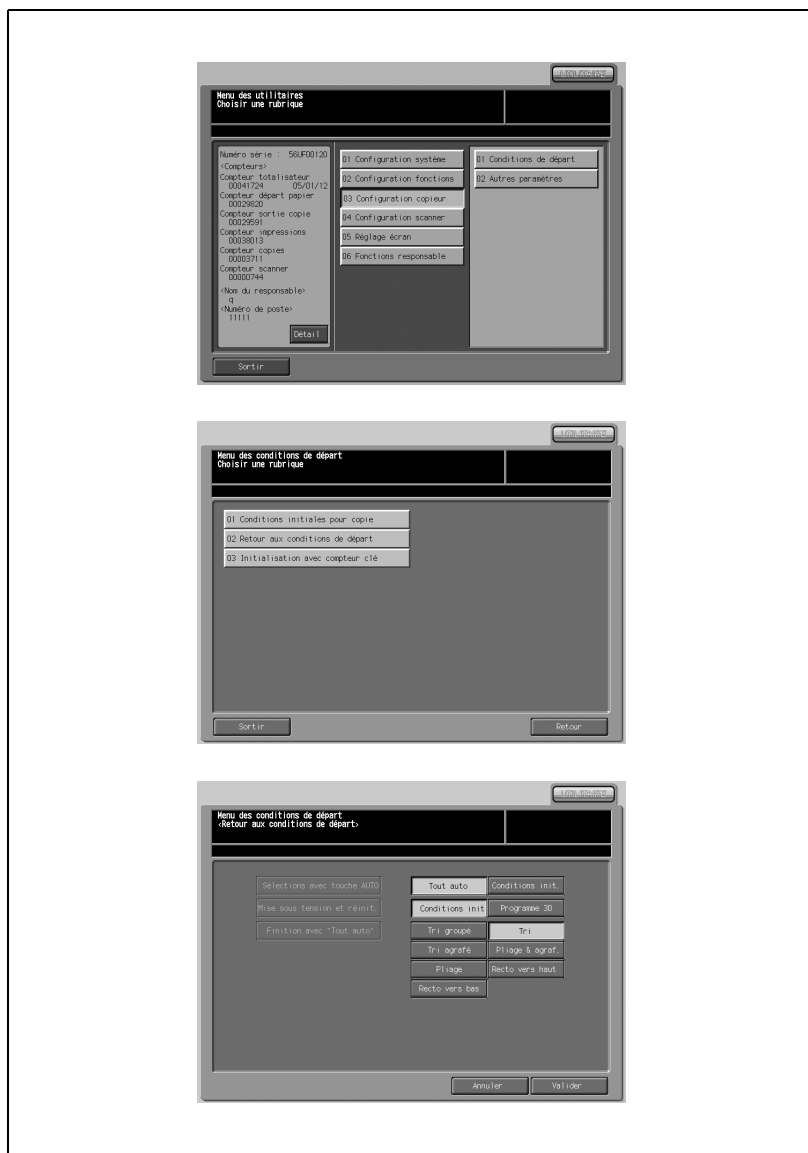 UTILITAIRE
Menu des utilitaires
Choisir une rubrique
Numéro série : 56UF00120
<Compteurs>
Compteur totalisateur
00041724 05/01/12
Compteur départ papier
00029820
Compteur sortie copie
00029591
Compteur impressions
00038013
Compteur copies
00003711
Compteur scanner
00000744
<Nom du responsable>
q
<Numéro de poste>
11111
Détail
01 Configuration système
02 Configuration fonctions
03 Configuration copieur
04 Configuration scanner
05 Réglage écran
06 Fonctions responsable
01 Conditions de départ
02 Autres paramètres
Sortir
UTILITAIRE
Menu des conditions de départ
Choisir une rubrique
01 Conditions initiales pour copie
02 Retour aux conditions de départ
03 Initialisation avec compteur clé
Sortir
Retour
UTILITAIRE
Menu des conditions de départ
<Retour aux conditions de départ>
Sélections avec touche AUTO
Tout auto
Conditions init.
Mise sous tension et réinit.
Conditions init
Programme 30
Finition avec "Tout auto"
Tri groupé
Tri
Tri agrafé
Pliage & agraf.
Pliage
Recto vers haut
Recto vers bas
Annuler
Valider